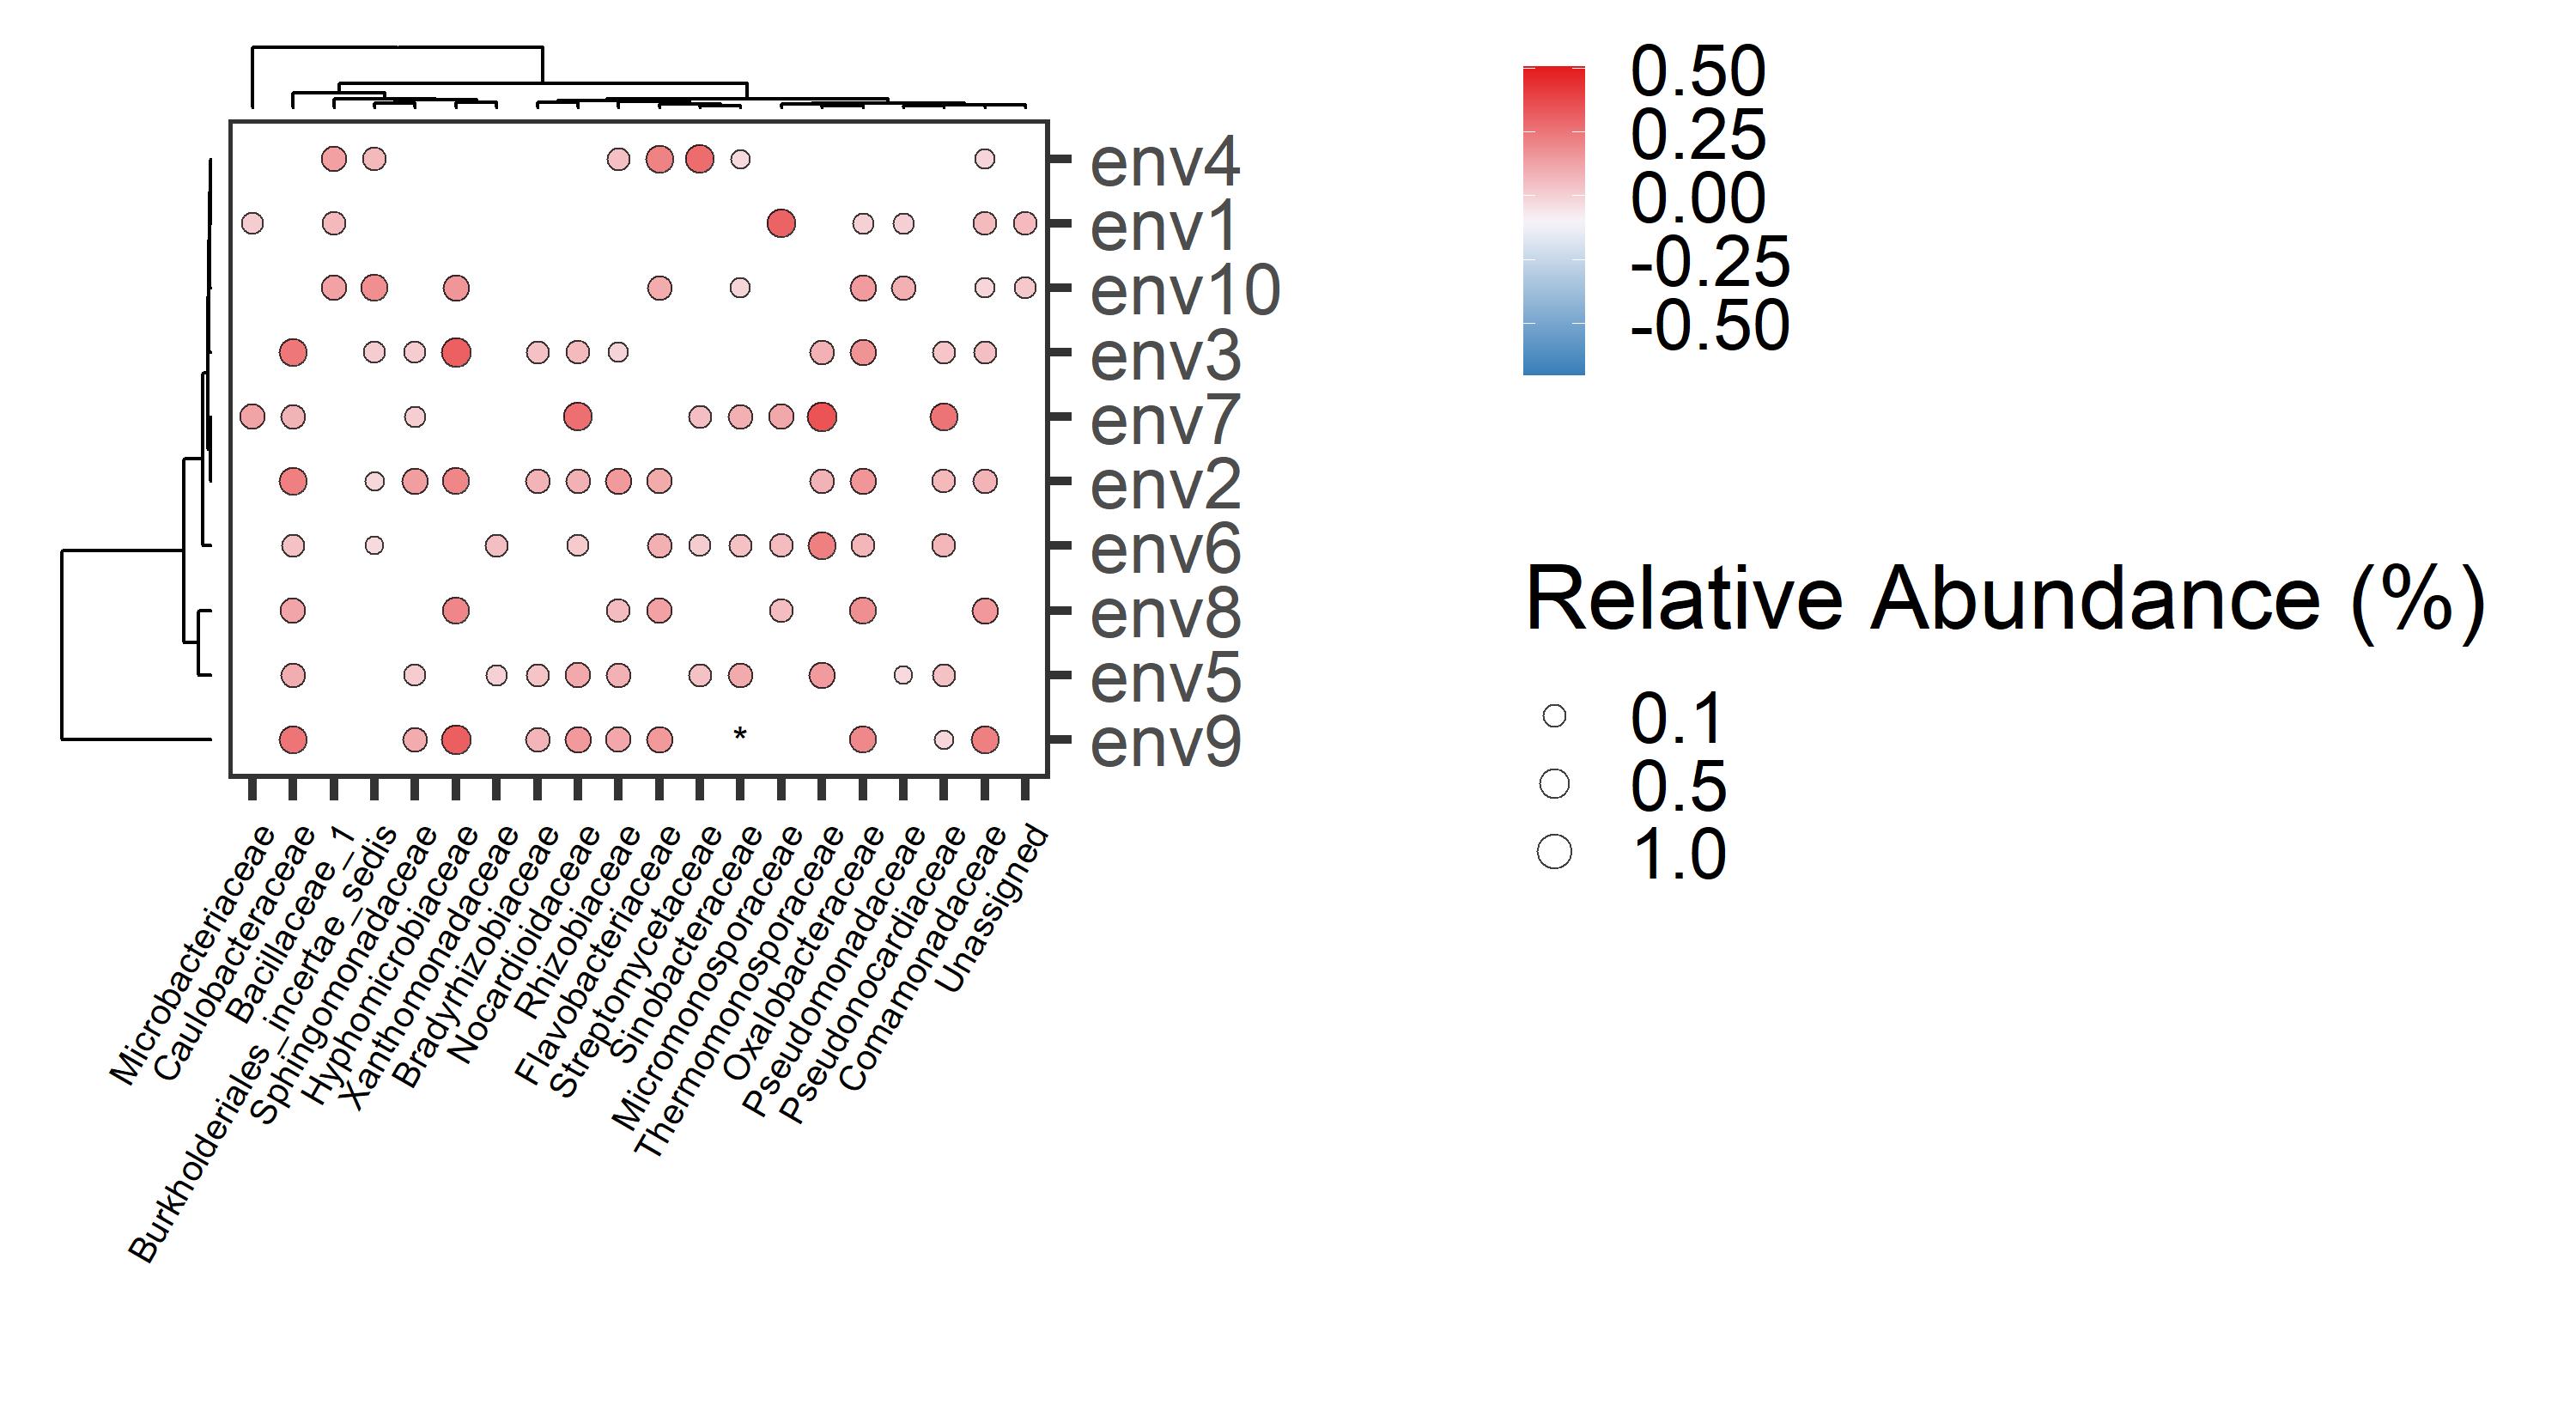 env4
env1
env10
env3
env7
env2
env6
env8
env5
env9
*
Microbacteriaceae
Caulobacteraceae
Bacillaceae_1
Burkholderiales_incertae_sedis
Sphingomonadaceae
Hyphomicrobiaceae
Xanthomonadaceae
Bradyrhizobiaceae
Nocardioidaceae
Rhizobiaceae
Flavobacteriaceae
Streptomycetaceae
Sinobacteraceae
Micromonosporaceae
Thermomonosporaceae
Oxalobacteraceae
Pseudomonadaceae
Pseudonocardiaceae
Comamonadaceae
Unassigned
0.50
0.25
0.00
-0.25
-0.50
Relative Abundance (%)
0.1
0.5
1.0